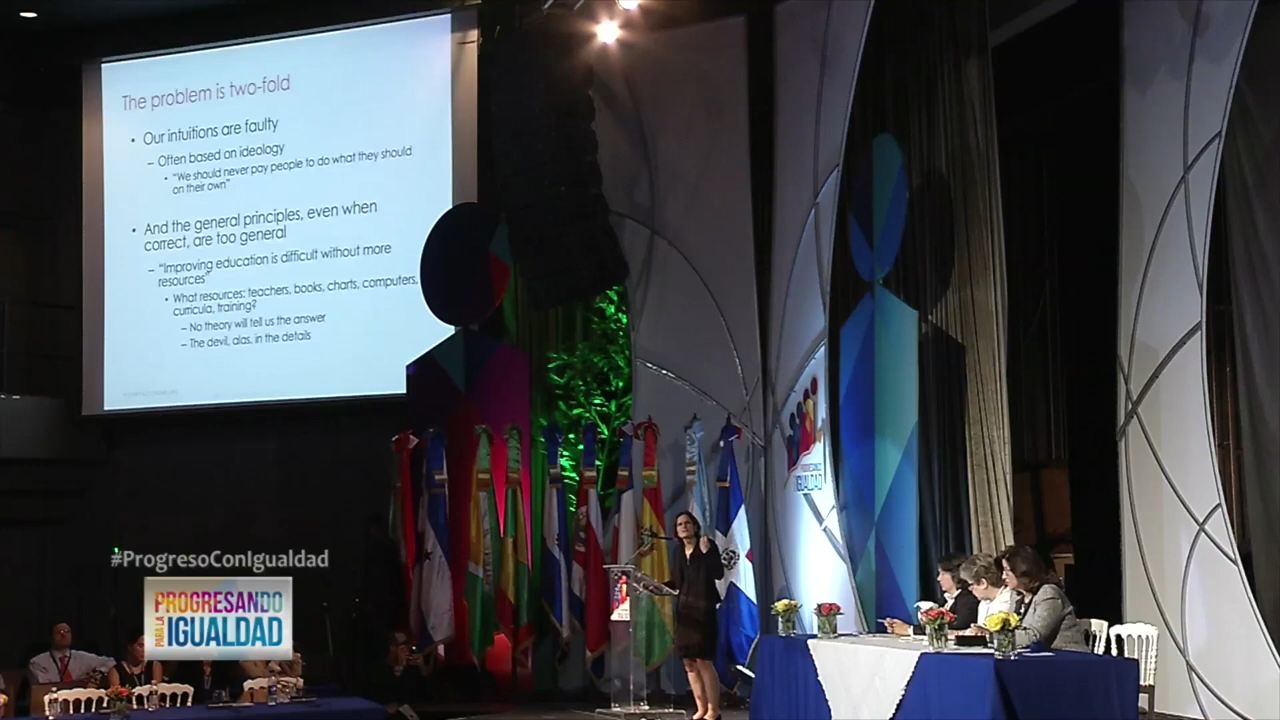 The problem is two-fold
• Our intuitions are faulty
– Often based on ideology
• "We should never pay people to do what they should
on their own"
• And the general principles, even when
correct, are too general
– "Improving education is difficult without more
resources"
• What resources: teachers, books, charts, computers,
curricula, training?
– No theory will tell us the answer
– The devil, alas, in the details
PROGRESANDO
IGUALDAD
#ProgresoConIgualdad
PROGRESANDO
PARA LA
IGUALDAD